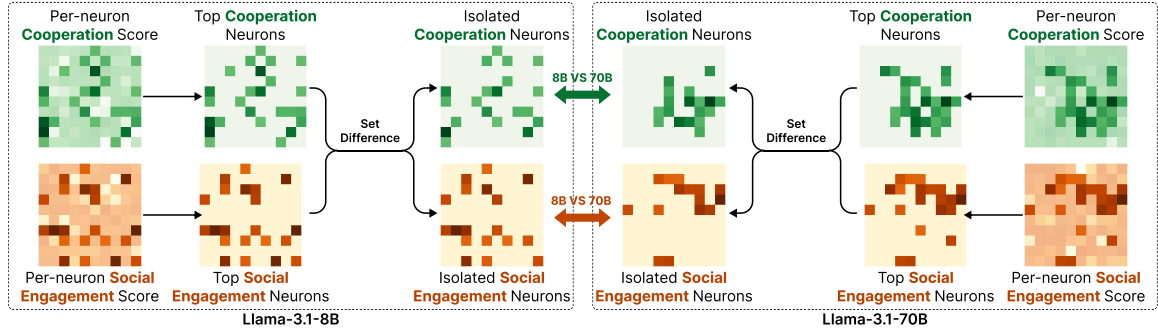 Per-neuron
Cooperation Score
Top Cooperation
Neurons
Isolated
Cooperation Neurons
Set
Difference
Per-neuron Social
Engagement Score
Top Social
Engagement Neurons
Isolated Social
Engagement Neurons
Llama-3.1-8B
8B VS 70B
8B VS 70B
Isolated
Cooperation Neurons
Top Cooperation
Neurons
Per-neuron
Cooperation Score
Set
Difference
Isolated Social
Engagement Neurons
Top Social
Engagement Neurons
Per-neuron Social
Engagement Score
Llama-3.1-70B